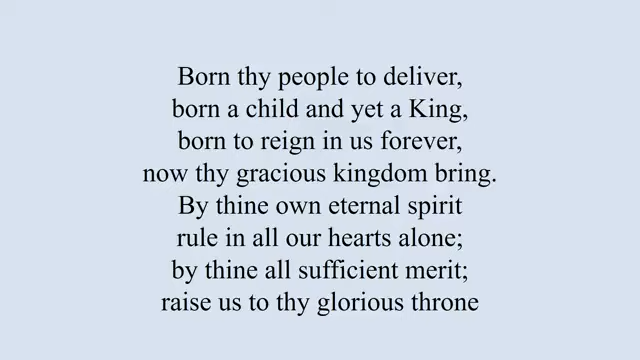 Born thy people to deliver,
born a child and yet a King,
born to reign in us forever,
now thy gracious kingdom bring.
By thine own eternal spirit
rule in all our hearts alone;
by thine all sufficient merit;
raise us to thy glorious throne